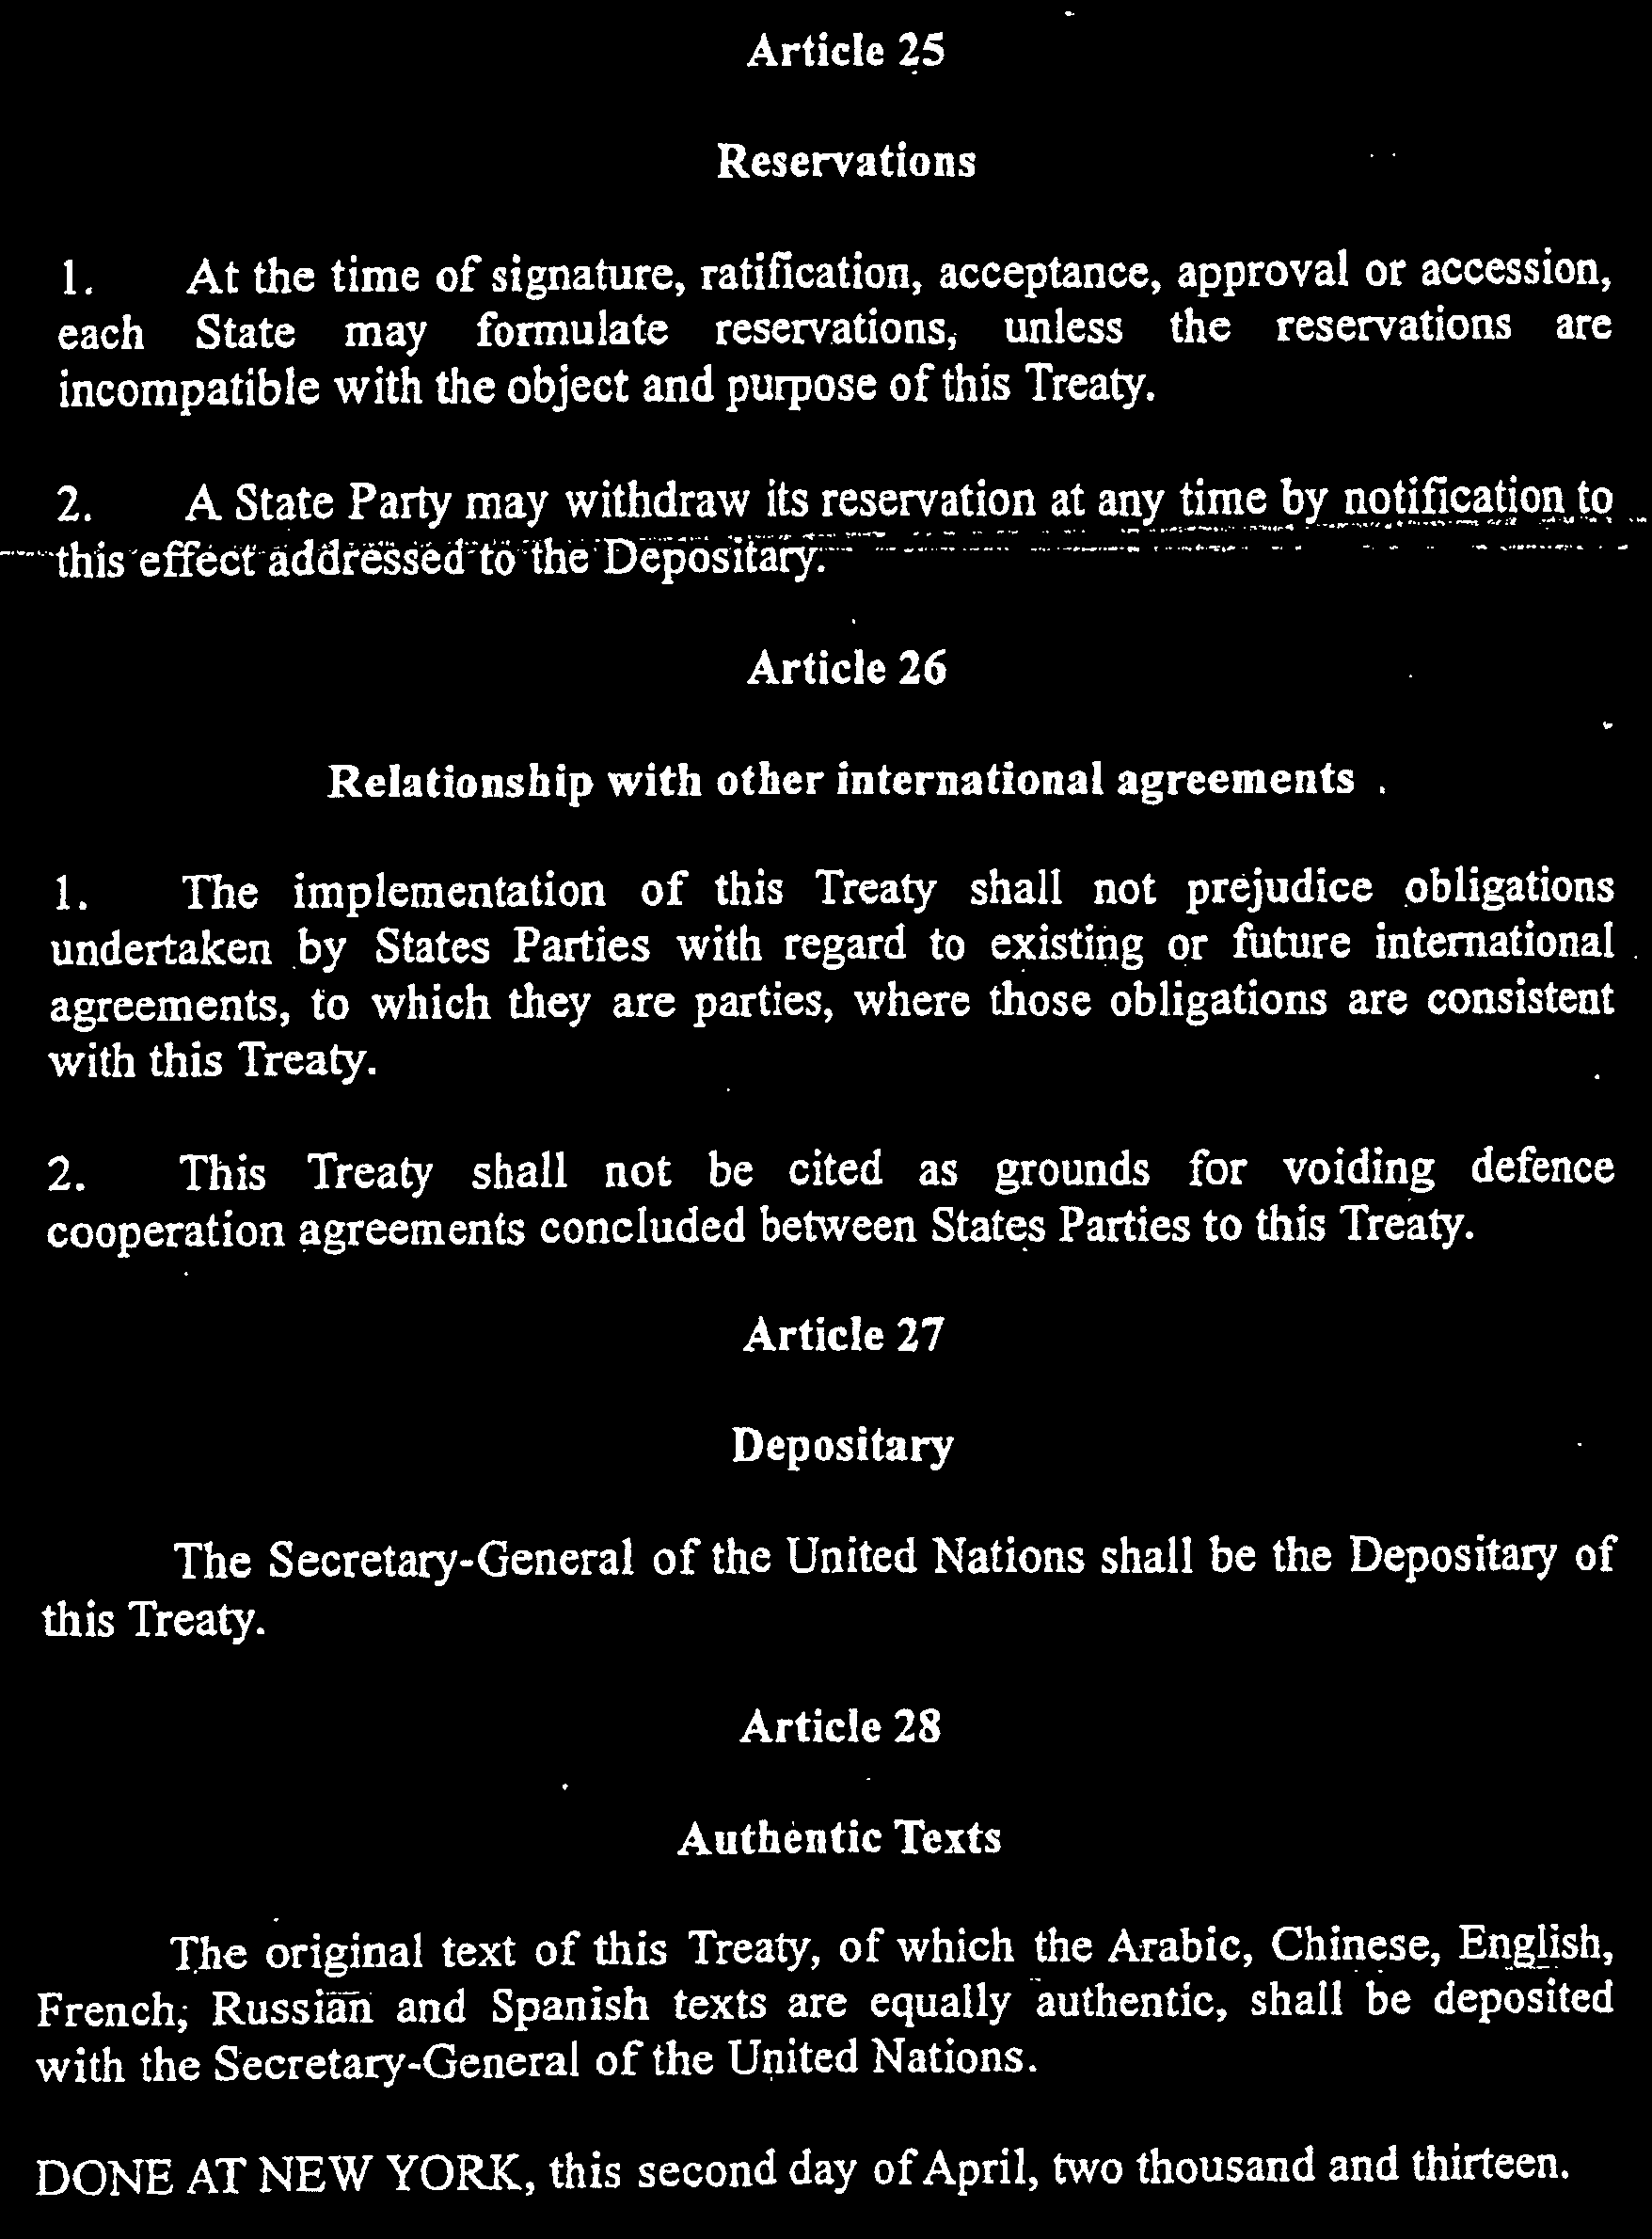 Article 25
Reservations
1. At the time of signature, ratification, acceptance, approval or accession,
each State may formulate reservations, unless the reservations are
incompatible with the object and purpose of this Treaty.
2. A State Party may withdraw its reservation at any time by notification to
this effect addressed to the Depositary.
Article 26
Relationship with other international agreements
1. The implementation of this Treaty shall not prejudice obligations
undertaken by States Parties with regard to existing or future international
agreements, to which they are parties, where those obligations are consistent
with this Treaty.
2. This Treaty shall not be cited as grounds for voiding defence
cooperation agreements concluded between States Parties to this Treaty.
Article 27
Depositary
The Secretary-General of the United Nations shall be the Depositary of
this Treaty.
Article 28
Authentic Texts
The original text of this Treaty, of which the Arabic, Chinese, English,
French, Russian and Spanish texts are equally authentic, shall be deposited
with the Secretary-General of the United Nations.
DONE AT NEW YORK, this second day of April, two thousand and thirteen.